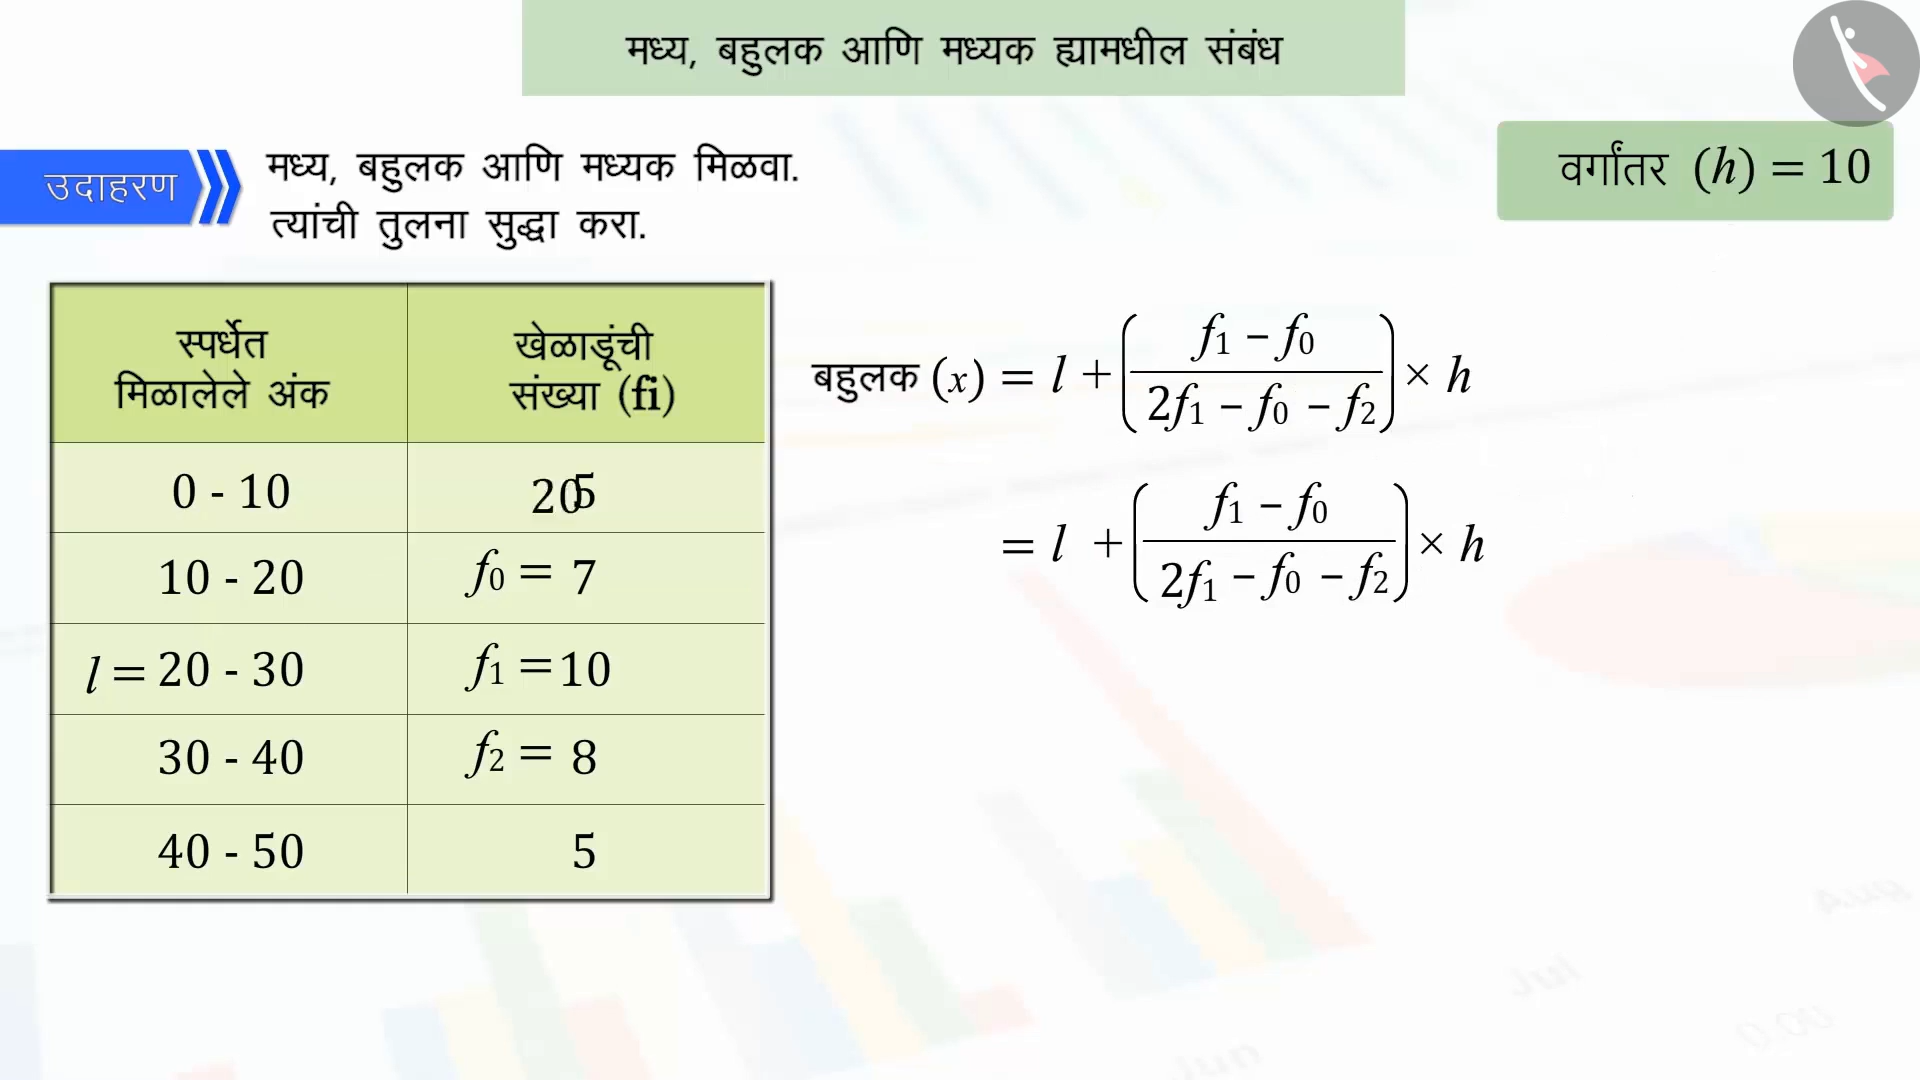 मध्य, बहुलक आणि मध्यक ह्यामधील संबंध
उदाहरण
मध्य, बहुलक आणि मध्यक मिळवा.
त्यांची तुलना सुद्धा करा.
वर्गांतर (h) = 10
स्पर्धेत मिळालेले अंक | खेळाडूंची संख्या (fi)
0 - 10 | 20 5
10 - 20 | f₀ = 7
l = 20 - 30 | f₁ = 10
30 - 40 | f₂ = 8
40 - 50 | 5
बहुलक (x) = l + ( (f₁ − f₀) / (2f₁ − f₀ − f₂) ) × h
= l + ( (f₁ − f₀) / (2f₁ − f₀ − f₂) ) × h